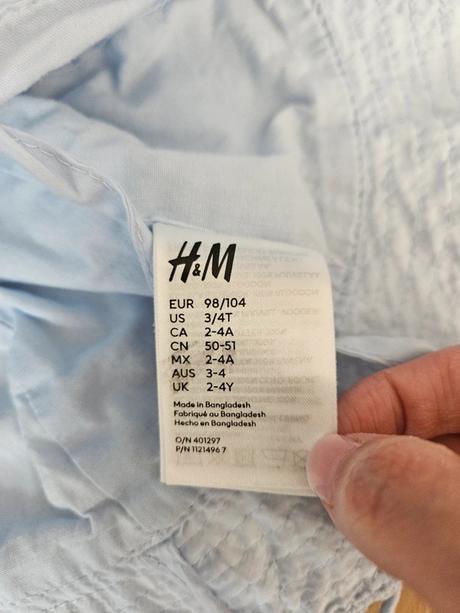 H&M
EUR 98/104
US 3/4T
CA 2-4A
CN 50-51
MX 2-4A
AUS 3-4
UK 2-4Y
Made in Bangladesh
Fabriqué au Bangladesh
Hecho en Bangladesh
O/N 401297
P/N 1121496 7